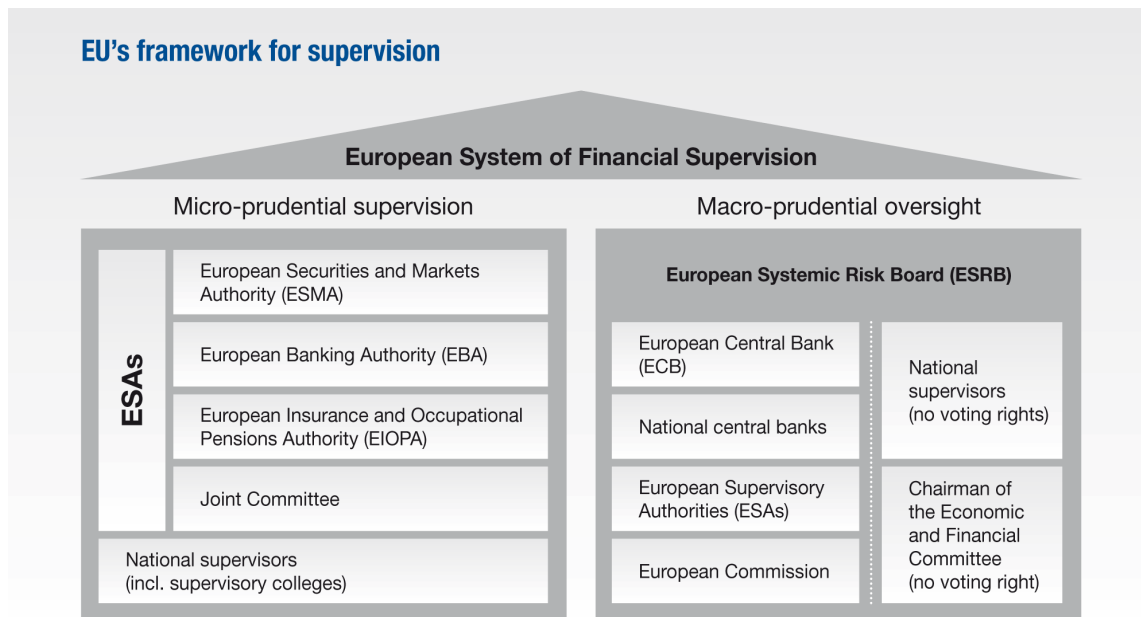 EU’s framework for supervision
European System of Financial Supervision
Micro-prudential supervision
ESAs
European Securities and Markets
Authority (ESMA)
European Banking Authority (EBA)
European Insurance and Occupational
Pensions Authority (EIOPA)
Joint Committee
National supervisors
(incl. supervisory colleges)
Macro-prudential oversight
European Systemic Risk Board (ESRB)
European Central Bank
(ECB)
National central banks
European Supervisory
Authorities (ESAs)
European Commission
National
supervisors
(no voting rights)
Chairman of
the Economic
and Financial
Committee
(no voting right)